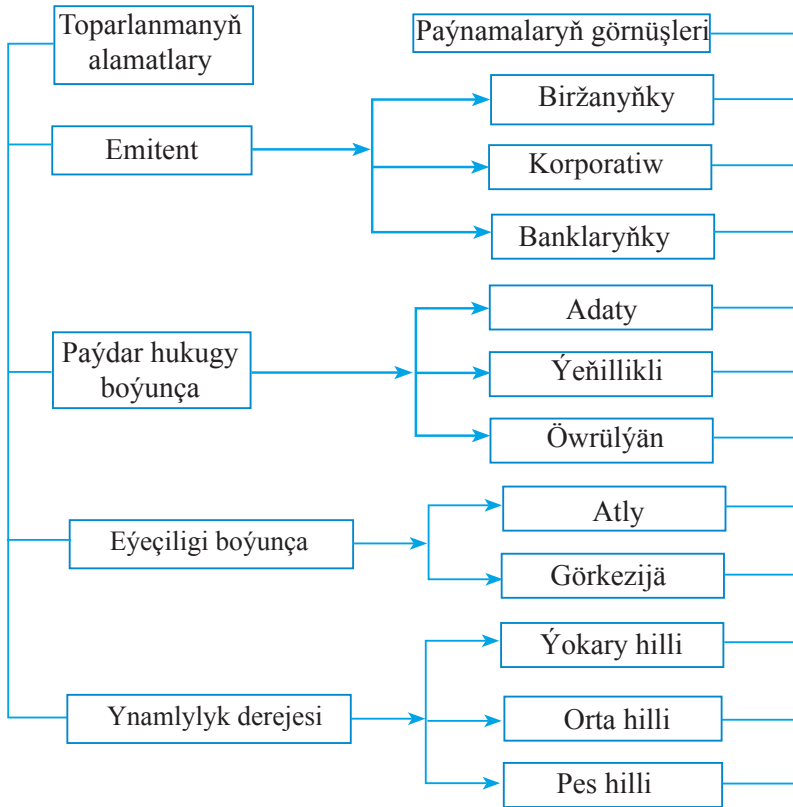 Toparlanmanyň
alamatlary
Paýnamalaryň görnüşleri
Emitent
Biržanyňky
Korporatiw
Banklaryňky
Paýdar hukugy
boýunça
Adaty
Ýeňillikli
Öwrülýän
Eýeçiligi boýunça
Atly
Görkezijä
Ynamlylyk derejesi
Ýokary hilli
Orta hilli
Pes hilli